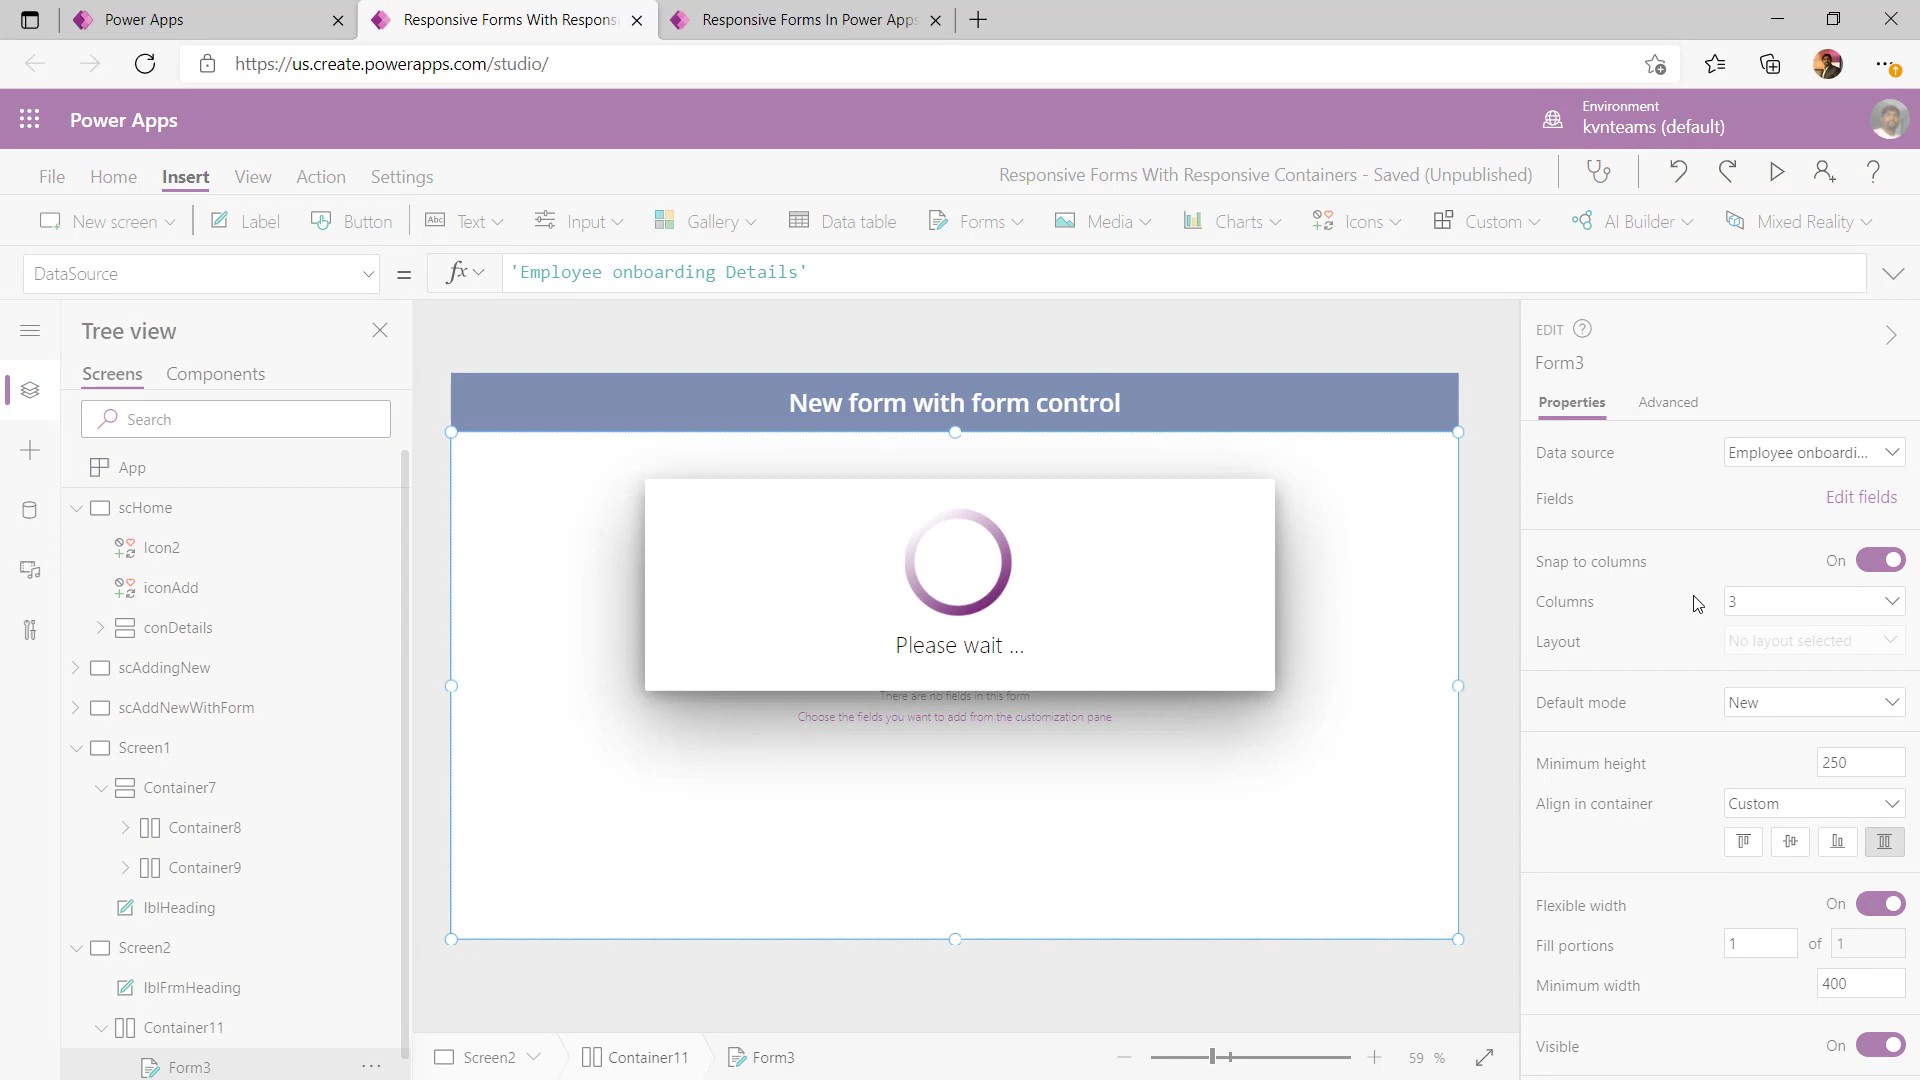 Power Apps
Responsive Forms With Respons
Responsive Forms In Power Apps
https://us.create.powerapps.com/studio/
Power Apps
Environment
kvnteams (default)
File Home Insert View Action Settings
Responsive Forms With Responsive Containers - Saved (Unpublished)
?
New screen Label Button Abc Text Input Gallery Data table Forms Media Charts Icons Custom AI Builder Mixed Reality
DataSource = fx 'Employee onboarding Details'
Tree view
Screens Components
Search
App
scHome
Icon2
iconAdd
conDetails
scAddingNew
scAddNewWithForm
Screen1
Container7
Container8
Container9
lblHeading
Screen2
lblFrmHeading
Container11
Form3 ...
New form with form control
Please wait ...
There are no fields in this form
Choose the fields you want to add from the customization pane
Screen2 Container11 Form3
59 %
EDIT ?
Form3
Properties Advanced
Data source Employee onboardi...
Fields Edit fields
Snap to columns On
Columns 3
Layout No layout selected
Default mode New
Minimum height 250
Align in container Custom
Flexible width On
Fill portions 1 of 1
Minimum width 400
Visible On